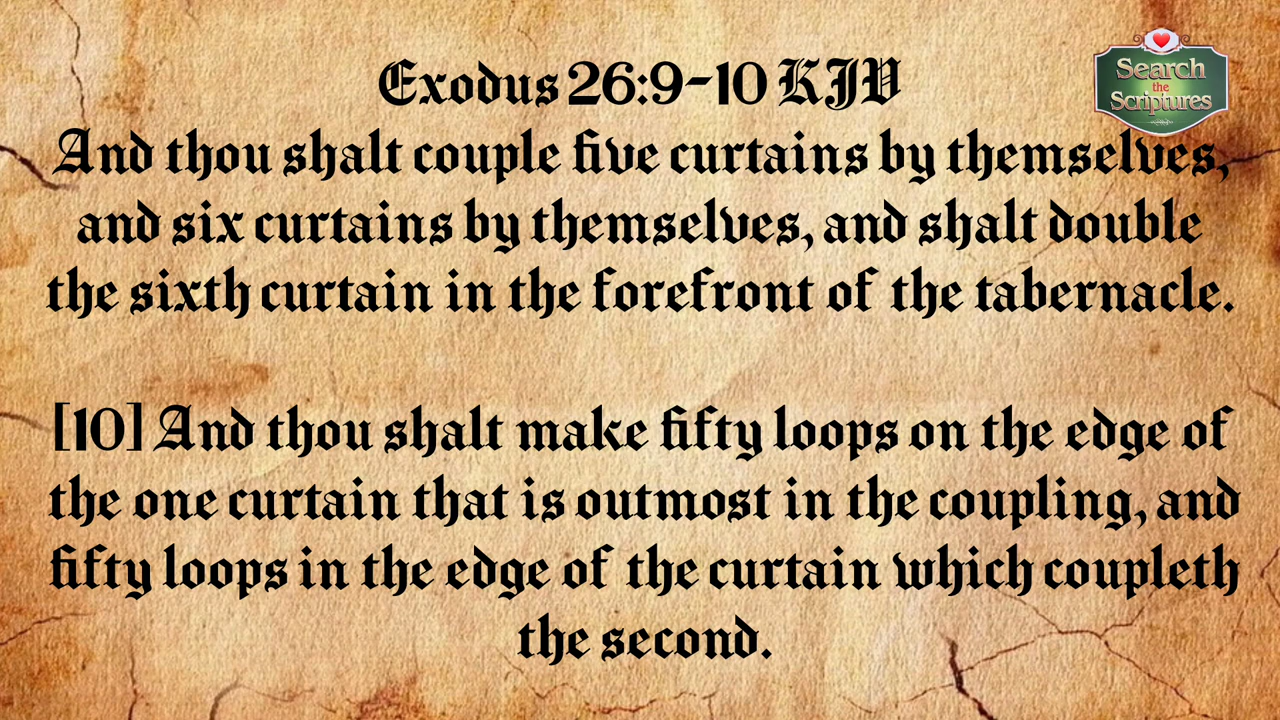 Exodus 26:9-10 KJV
Search
the
Scriptures
And thou shalt couple five curtains by themselves,
and six curtains by themselves, and shalt double
the sixth curtain in the forefront of the tabernacle.
[10] And thou shalt make fifty loops on the edge of
the one curtain that is outmost in the coupling, and
fifty loops in the edge of the curtain which coupleth
the second.